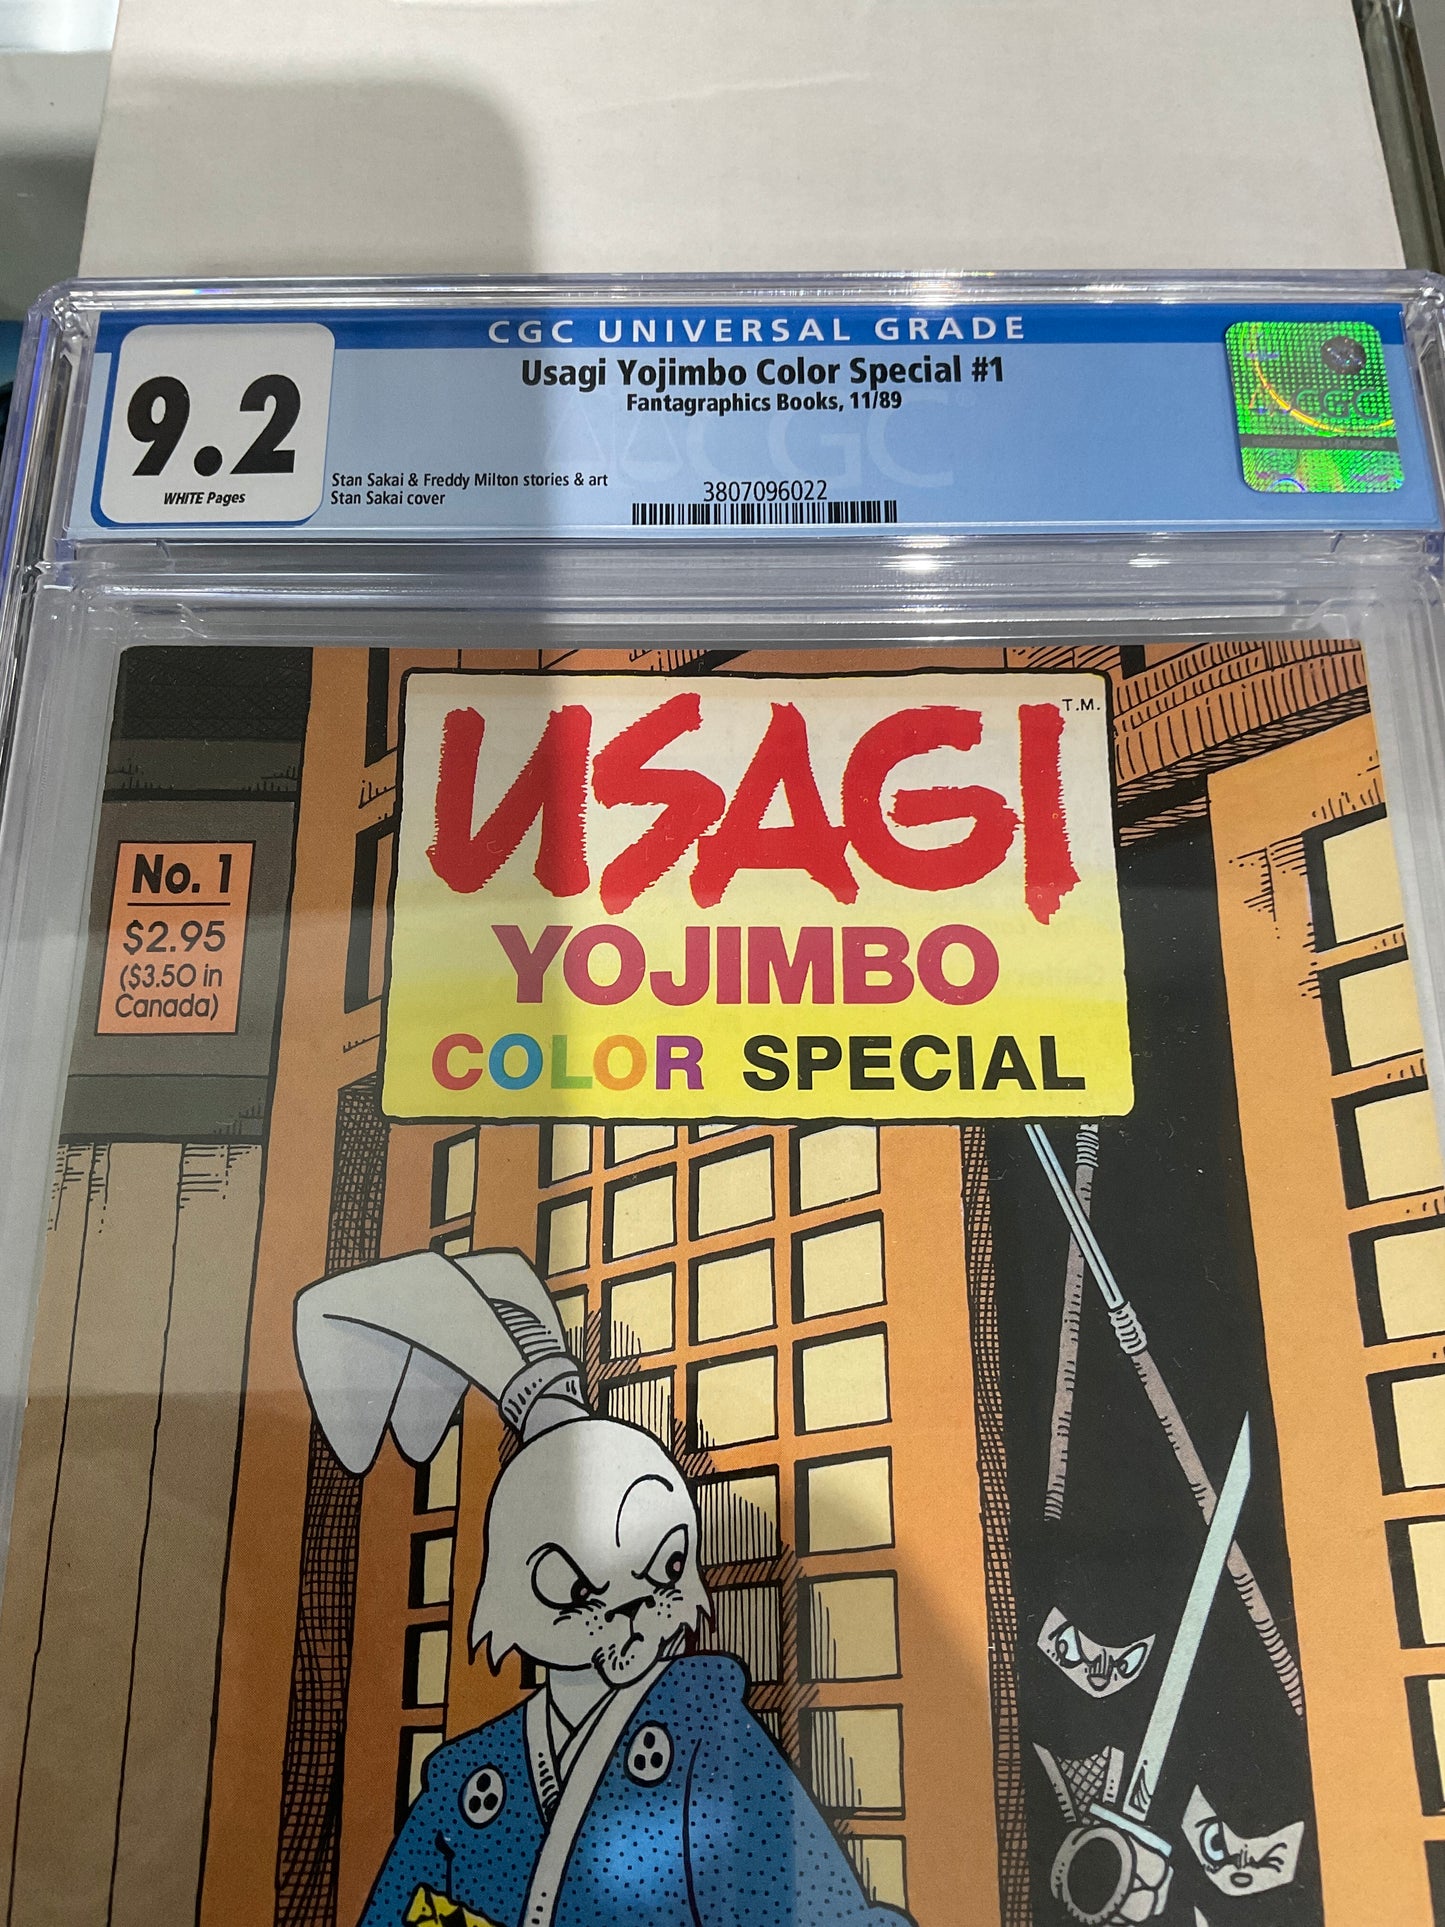 CGC UNIVERSAL GRADE
9.2
WHITE Pages
Usagi Yojimbo Color Special #1
Fantagraphics Books, 11/89
Stan Sakai & Freddy Milton stories & art
Stan Sakai cover
3807096022
CGC
CGC
No. 1
$2.95
($3.50 in
Canada)
USAGI T.M.
YOJIMBO
COLOR SPECIAL